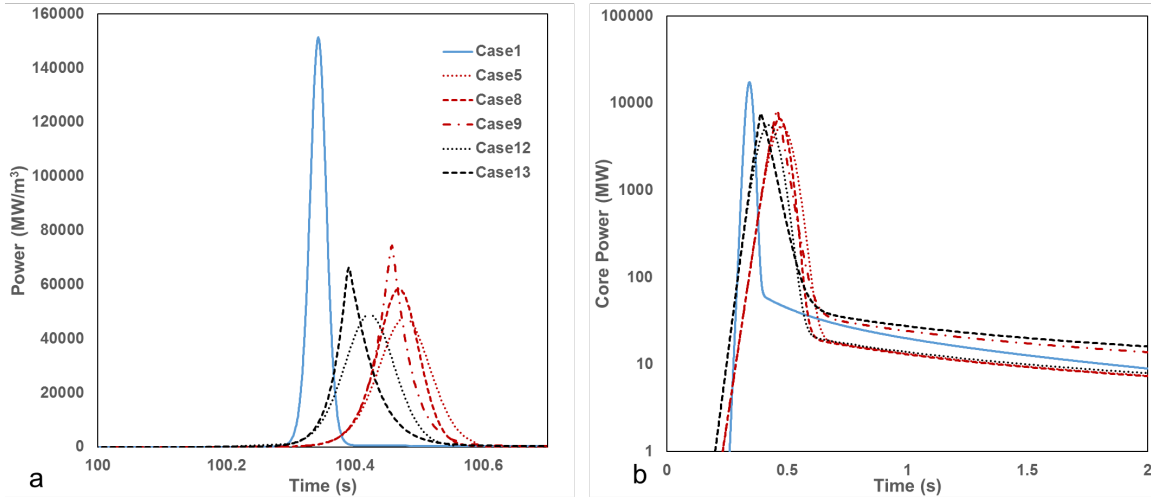 160000
140000
120000
100000
80000
60000
40000
20000
0
Power (MW/m³)
Case1
Case5
Case8
Case9
Case12
Case13
100
100.2
100.4
100.6
Time (s)
a
100000
10000
1000
100
10
1
Core Power (MW)
0
0.5
1
1.5
2
Time (s)
b